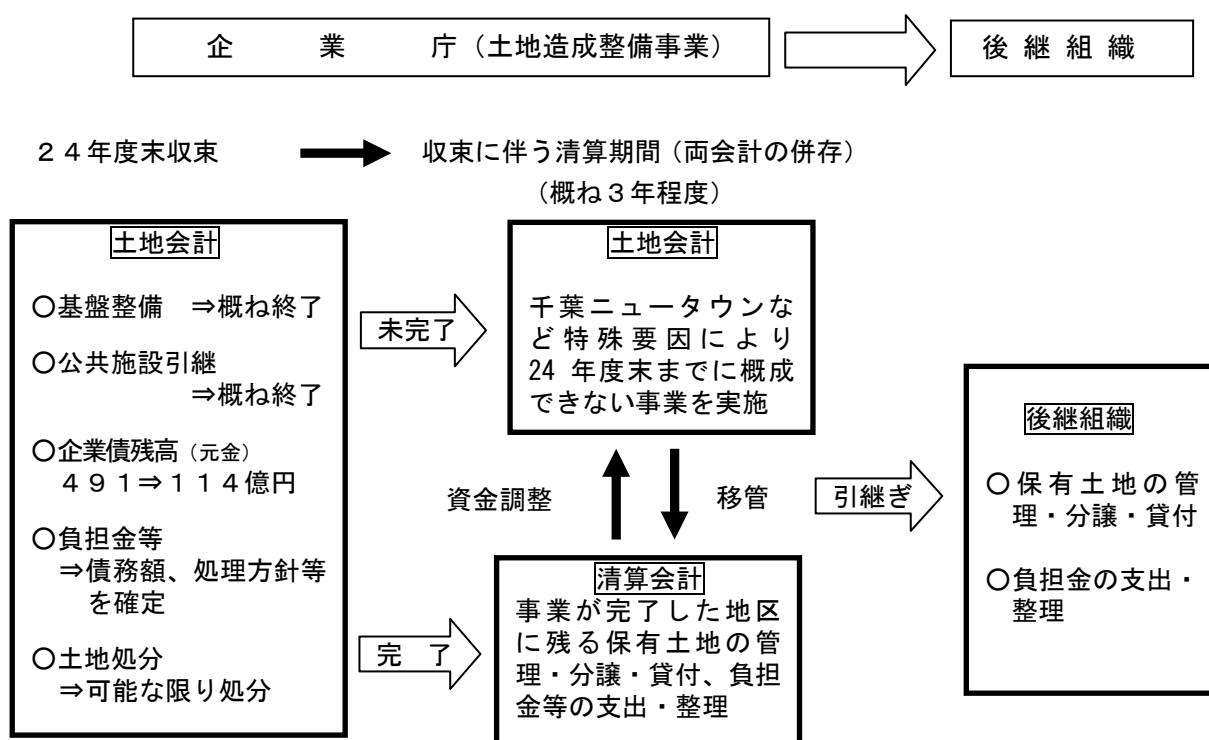 企業庁（土地造成整備事業）
後継組織
２４年度末収束
収束に伴う清算期間（両会計の併存）
（概ね３年程度）
土地会計
○基盤整備　⇒概ね終了
○公共施設引継
⇒概ね終了
○企業債残高（元金）
４９１⇒１１４億円
○負担金等
⇒債務額、処理方針等
を確定
○土地処分
⇒可能な限り処分
未完了
完　了
土地会計
千葉ニュータウンな
ど特殊要因により
24 年度末までに概成
できない事業を実施
資金調整
移管
清算会計
事業が完了した地区
に残る保有土地の管
理・分譲・貸付、負担
金等の支出・整理
引継ぎ
後継組織
○保有土地の管
理・分譲・貸付
○負担金の支出・
整理